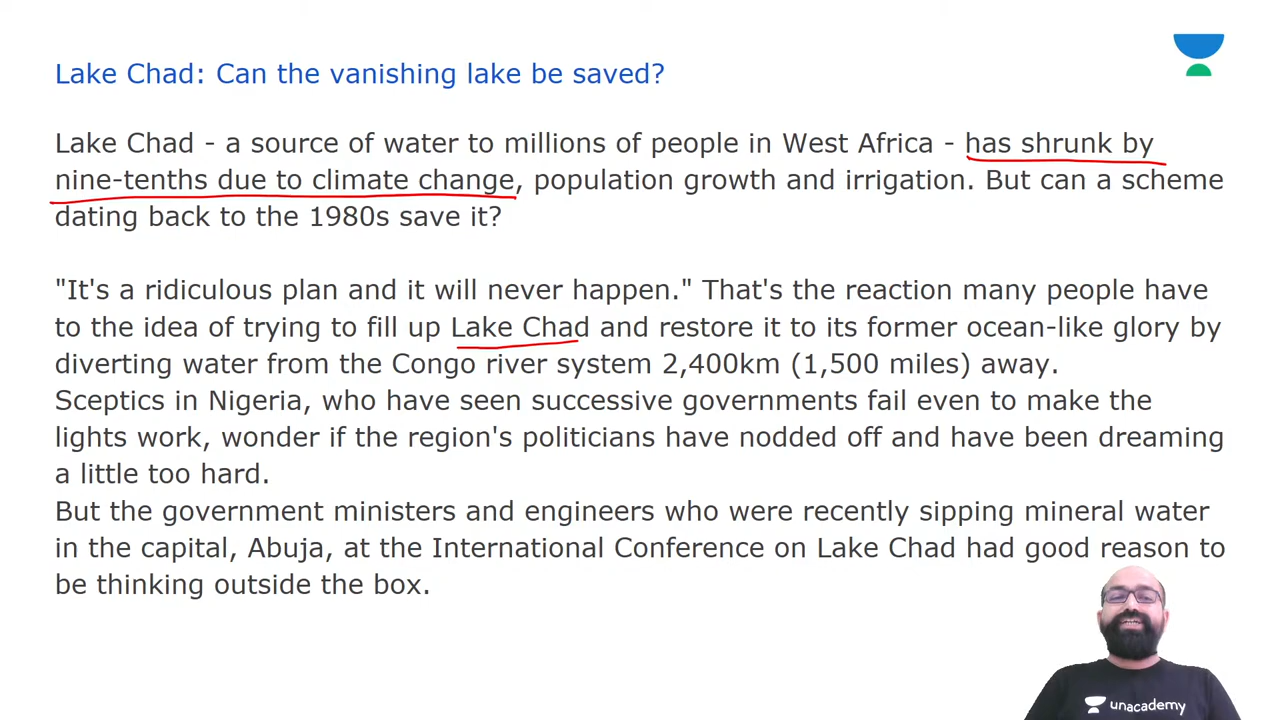 Lake Chad: Can the vanishing lake be saved?
Lake Chad - a source of water to millions of people in West Africa - has shrunk by
nine-tenths due to climate change, population growth and irrigation. But can a scheme
dating back to the 1980s save it?
"It's a ridiculous plan and it will never happen." That's the reaction many people have
to the idea of trying to fill up Lake Chad and restore it to its former ocean-like glory by
diverting water from the Congo river system 2,400km (1,500 miles) away.
Sceptics in Nigeria, who have seen successive governments fail even to make the
lights work, wonder if the region's politicians have nodded off and have been dreaming
a little too hard.
But the government ministers and engineers who were recently sipping mineral water
in the capital, Abuja, at the International Conference on Lake Chad had good reason to
be thinking outside the box.
unacademy